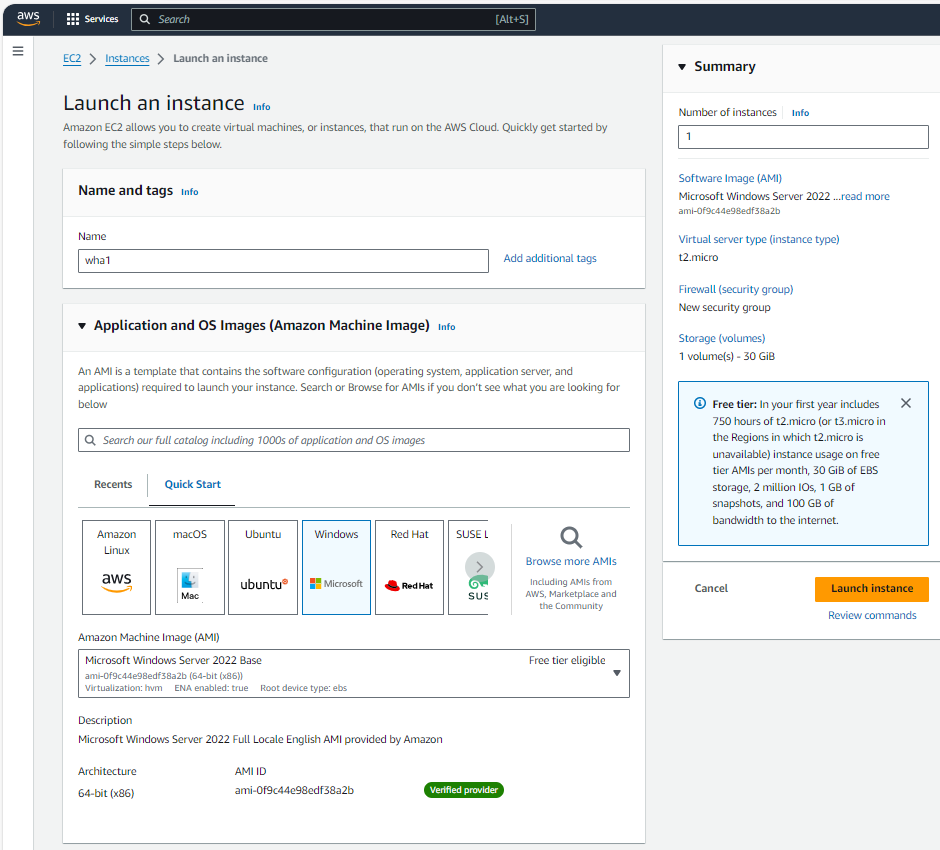 aws
Services
Search
[Alt+S]
EC2
Instances
Launch an instance
Launch an instance Info
Amazon EC2 allows you to create virtual machines, or instances, that run on the AWS Cloud. Quickly get started by
following the simple steps below.
Name and tags Info
Name
wha1
Add additional tags
Application and OS Images (Amazon Machine Image) Info
An AMI is a template that contains the software configuration (operating system, application server, and
applications) required to launch your instance. Search or Browse for AMIs if you don't see what you are looking for
below
Search our full catalog including 1000s of application and OS images
Recents
Quick Start
Amazon
Linux
aws
macOS
Mac
Ubuntu
ubuntu®
Windows
Microsoft
Red Hat
Red Hat
SUSE L
SUS
Browse more AMIs
Including AMIs from
AWS, Marketplace and
the Community
Amazon Machine Image (AMI)
Microsoft Windows Server 2022 Base
Free tier eligible
ami-0f9c44e98edf38a2b (64-bit (x86))
Virtualization: hvm ENA enabled: true Root device type: ebs
Description
Microsoft Windows Server 2022 Full Locale English AMI provided by Amazon
Architecture
64-bit (x86)
AMI ID
ami-0f9c44e98edf38a2b
Verified provider
Summary
Number of instances Info
1
Software Image (AMI)
Microsoft Windows Server 2022 ...read more
ami-0f9c44e98edf38a2b
Virtual server type (instance type)
t2.micro
Firewall (security group)
New security group
Storage (volumes)
1 volume(s) - 30 GiB
Free tier: In your first year includes
750 hours of t2.micro (or t3.micro in
the Regions in which t2.micro is
unavailable) instance usage on free
tier AMIs per month, 30 GiB of EBS
storage, 2 million IOs, 1 GB of
snapshots, and 100 GB of
bandwidth to the internet.
Cancel
Launch instance
Review commands